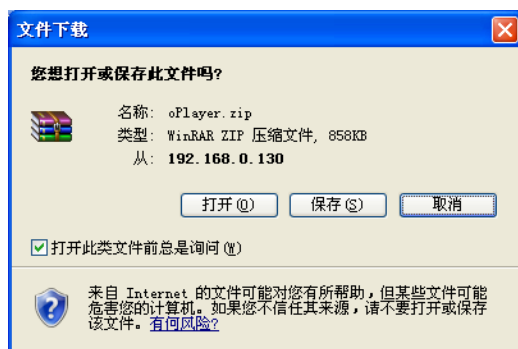 文件下载
您想打开或保存此文件吗?
名称: oPlayer.zip
类型: WinRAR ZIP 压缩文件, 858KB
从: 192.168.0.130
打开(O) 保存(S) 取消
打开此类文件前总是询问(W)
来自 Internet 的文件可能对您有所帮助，但某些文件可能
危害您的计算机。如果您不信任其来源，请不要打开或保存
该文件。有何风险?